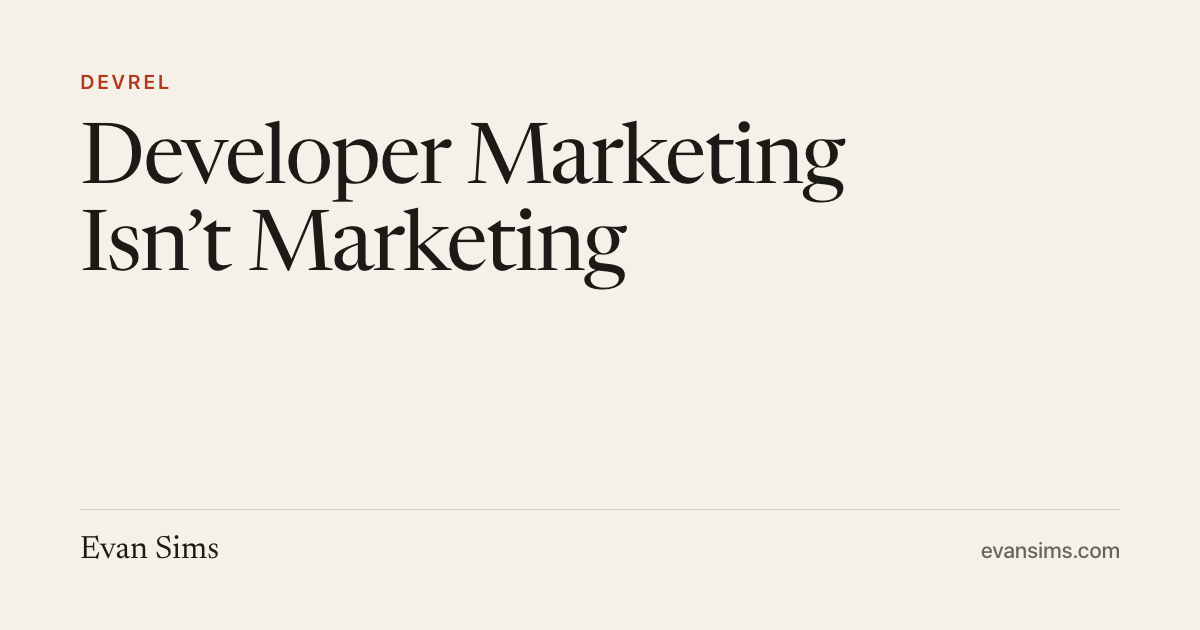 DEVREL
Developer Marketing
Isn’t Marketing
Evan Sims
evansims.com